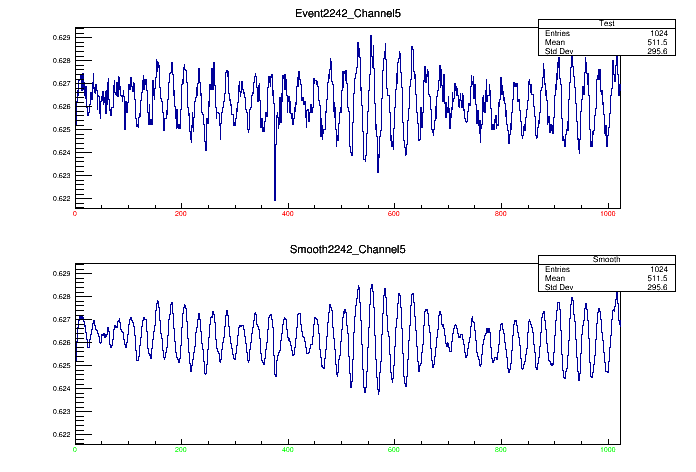 Event2242_Channel5
Test
Entries 1024
Mean 511.5
Std Dev 295.6
0.629
0.628
0.627
0.626
0.625
0.624
0.623
0.622
0 200 400 600 800 1000
Smooth2242_Channel5
Smooth
Entries 1024
Mean 511.5
Std Dev 295.6
0.629
0.628
0.627
0.626
0.625
0.624
0.623
0.622
0 200 400 600 800 1000